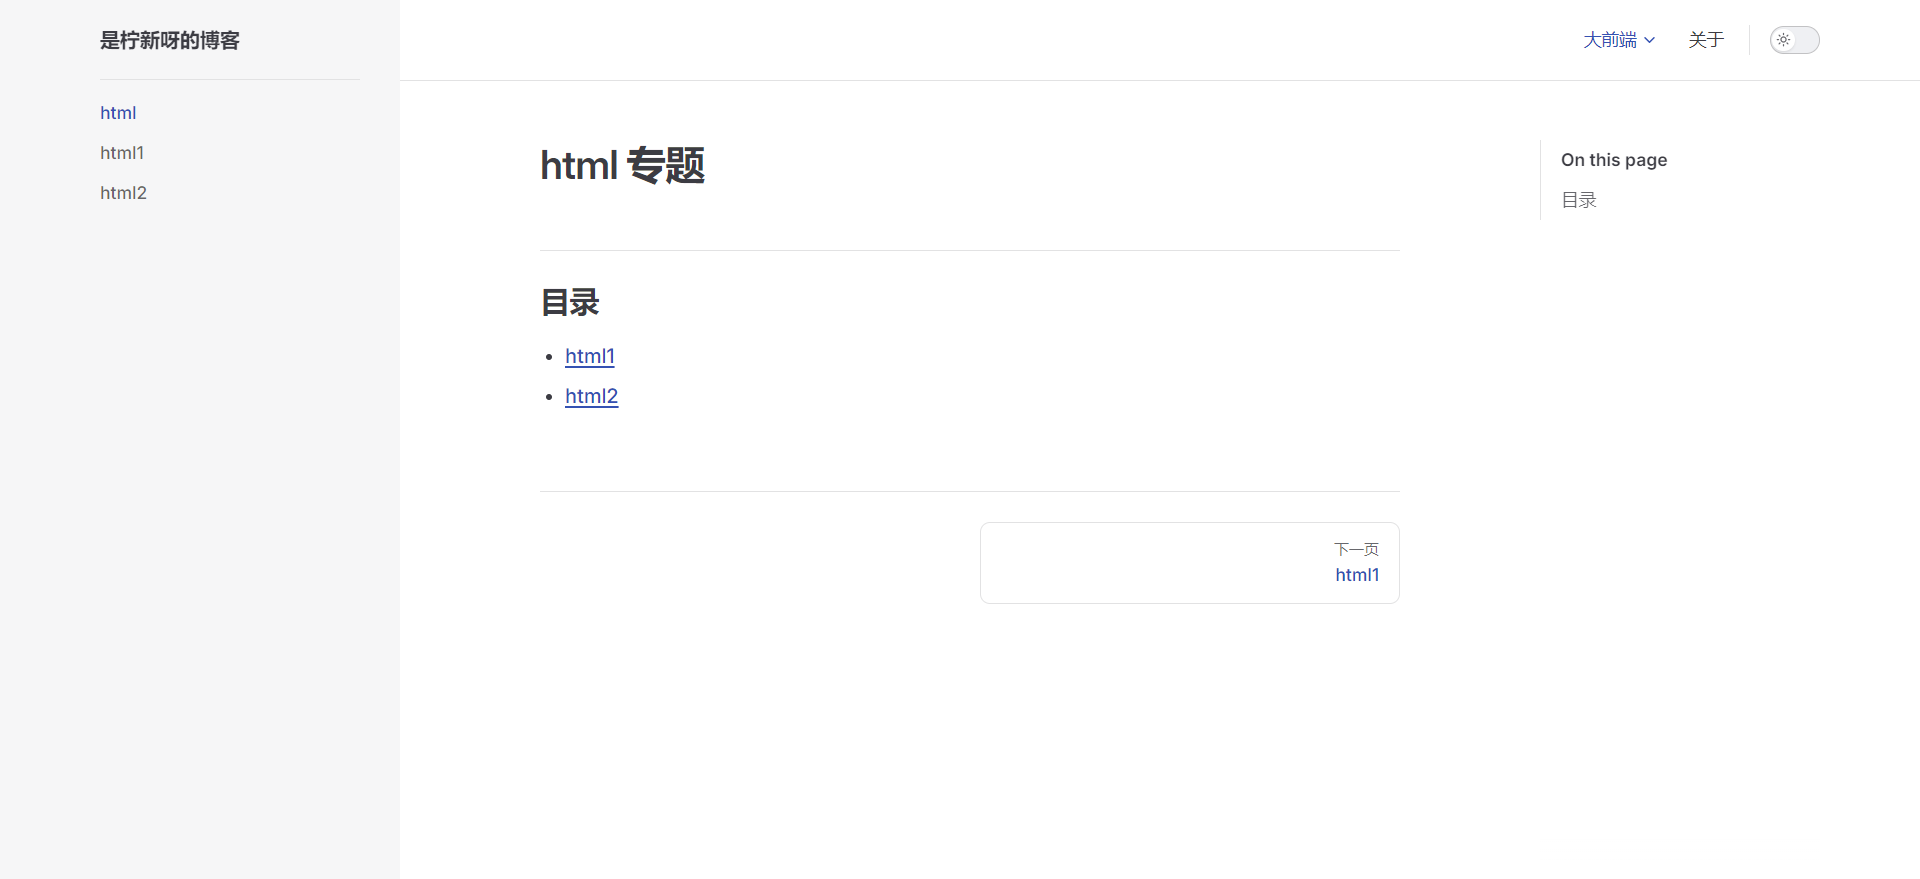 是柠新呀的博客
大前端
关于
html
html1
html2
html 专题
目录
html1
html2
On this page
目录
下一页
html1